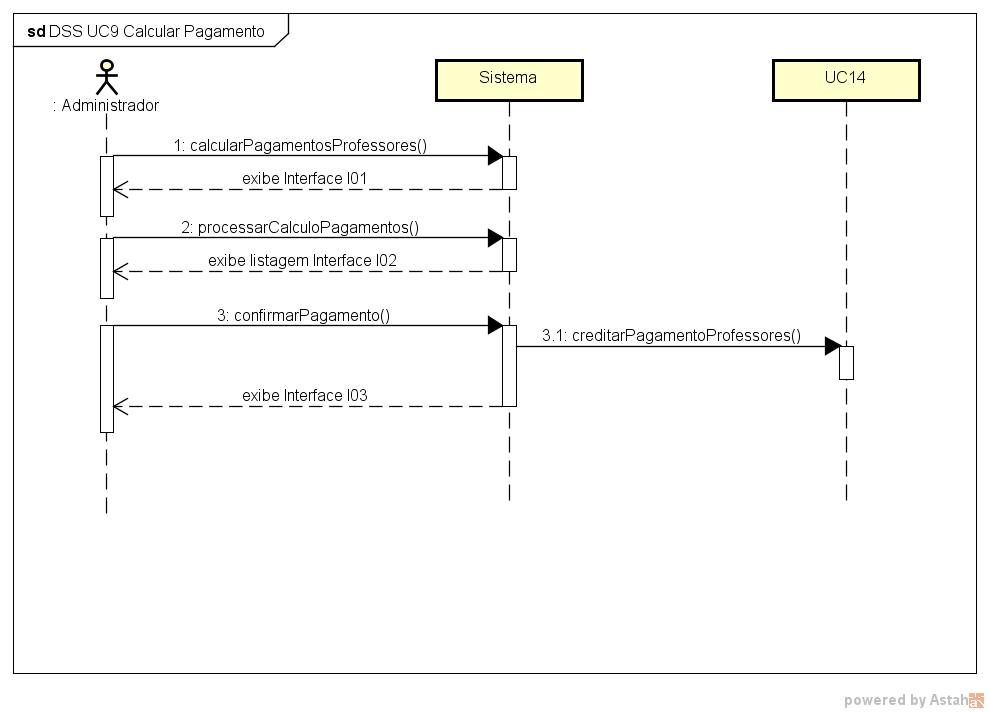 sd DSS UC9 Calcular Pagamento
: Administrador
Sistema
UC14
1: calcularPagamentosProfessores()
exibe Interface I01
2: processarCalculoPagamentos()
exibe listagem Interface I02
3: confirmarPagamento()
3.1: creditarPagamentoProfessores()
exibe Interface I03
powered by Astah